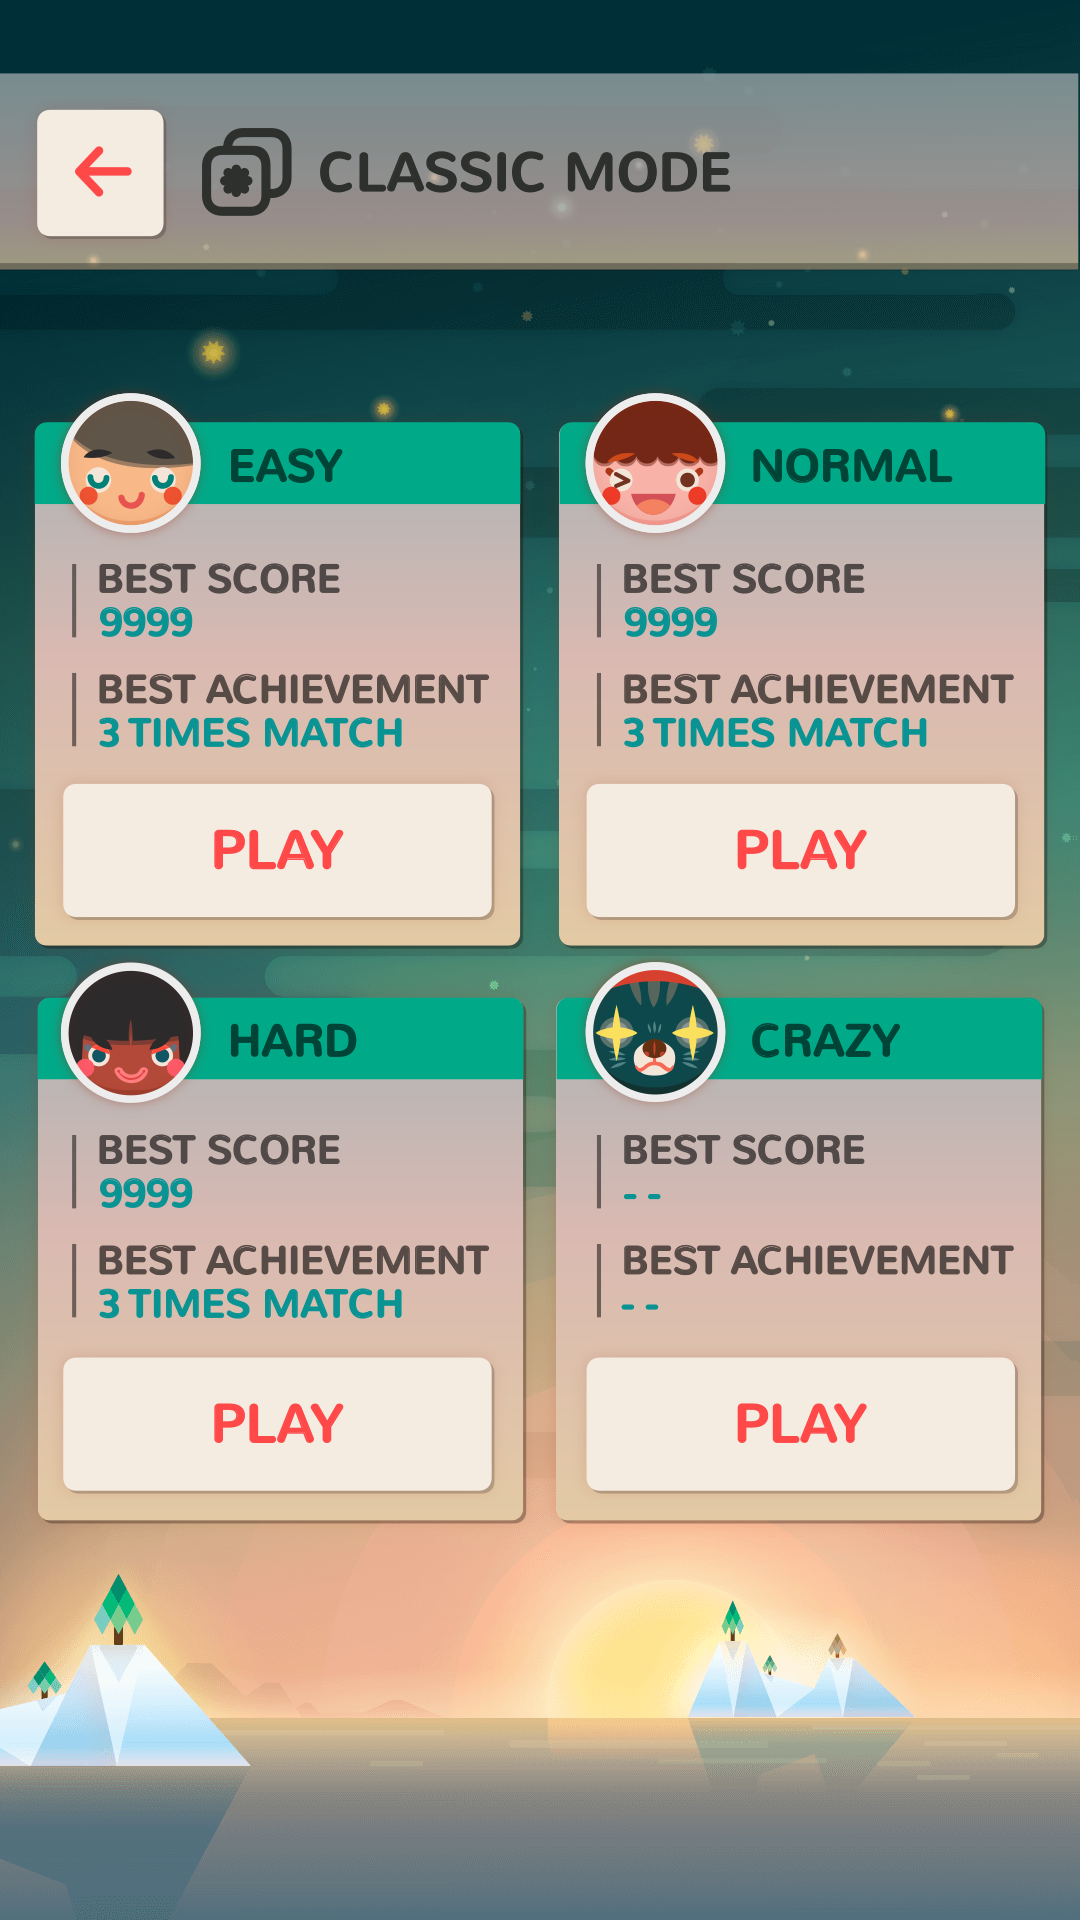 CLASSIC MODE
EASY
BEST SCORE
9999
BEST ACHIEVEMENT
3 TIMES MATCH
PLAY
NORMAL
BEST SCORE
9999
BEST ACHIEVEMENT
3 TIMES MATCH
PLAY
HARD
BEST SCORE
9999
BEST ACHIEVEMENT
3 TIMES MATCH
PLAY
CRAZY
BEST SCORE
- -
BEST ACHIEVEMENT
- -
PLAY